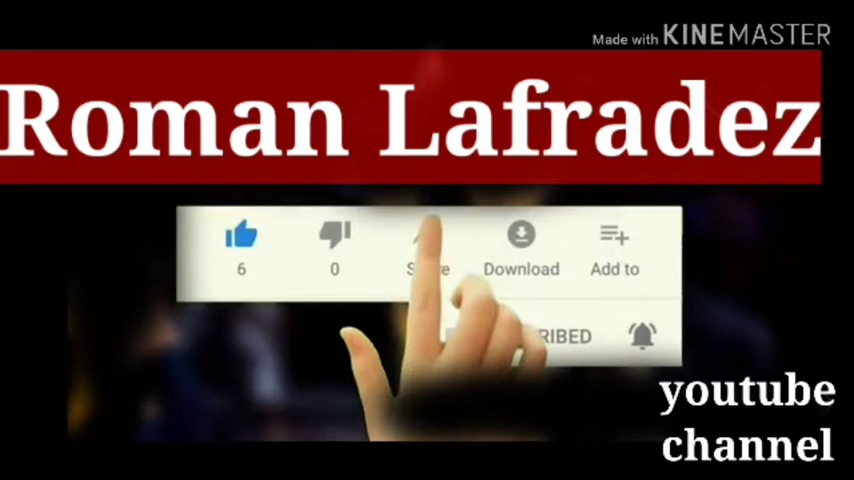 Made with KINEMASTER
Roman Lafradez
6 0 Download Add to
youtube
channel